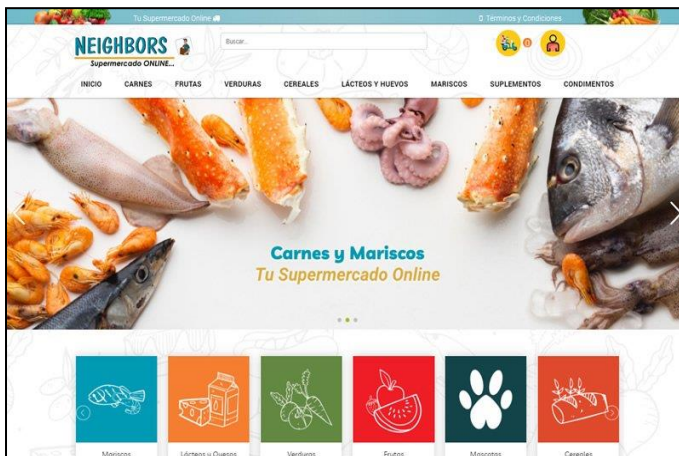 Tu Supermercado Online
Términos y Condiciones
NEIGHBORS
Supermercado ONLINE...
Buscar..
0
INICIO CARNES FRUTAS VERDURAS CEREALES LÁCTEOS Y HUEVOS MARISCOS SUPLEMENTOS CONDIMENTOS
Carnes y Mariscos
Tu Supermercado Online
Mariscos Lácteos y Quesos Verduras Frutas Mascotas Cereales